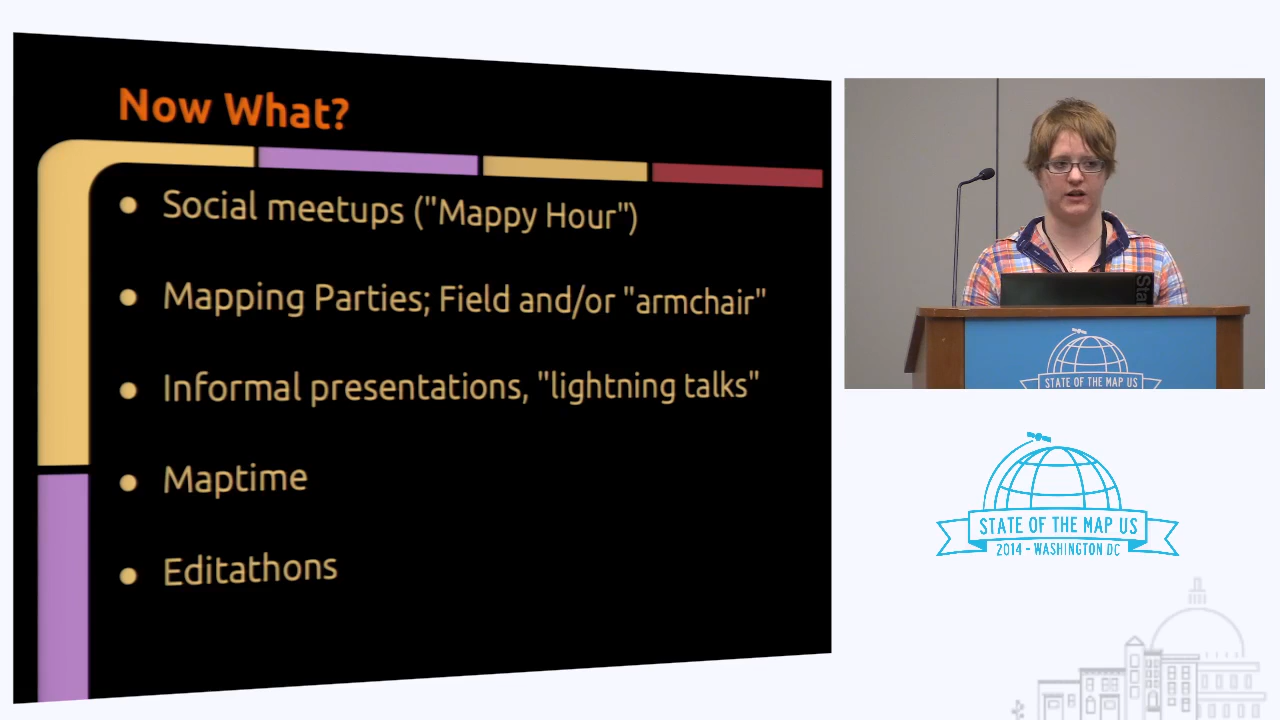 Now What?
● Social meetups ("Mappy Hour")
● Mapping Parties; Field and/or "armchair"
● Informal presentations, "lightning talks"
● Maptime
● Editathons
Sta
STATE OF THE MAP US
STATE OF THE MAP US
2014 - WASHINGTON DC